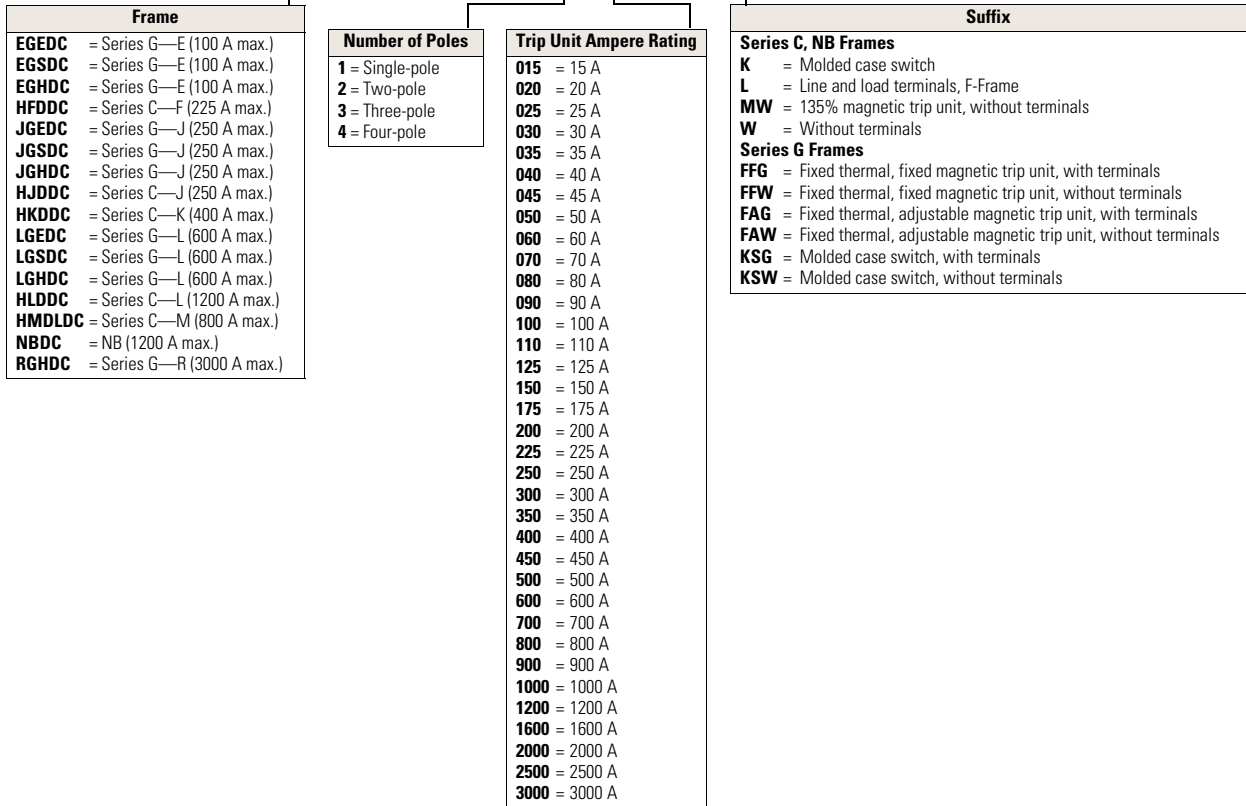 Frame
EGEDC = Series G—E (100 A max.)
EGSDC = Series G—E (100 A max.)
EGHDC = Series G—E (100 A max.)
HFDDC = Series C—F (225 A max.)
JGEDC = Series G—J (250 A max.)
JGSDC = Series G—J (250 A max.)
JGHDC = Series G—J (250 A max.)
HJDDC = Series C—J (250 A max.)
HKDDC = Series C—K (400 A max.)
LGEDC = Series G—L (600 A max.)
LGSDC = Series G—L (600 A max.)
LGHDC = Series G—L (600 A max.)
HLDDC = Series C—L (1200 A max.)
HMDLDC = Series C—M (800 A max.)
NBDC = NB (1200 A max.)
RGHDC = Series G—R (3000 A max.)
Number of Poles
1 = Single-pole
2 = Two-pole
3 = Three-pole
4 = Four-pole
Trip Unit Ampere Rating
015 = 15 A
020 = 20 A
025 = 25 A
030 = 30 A
035 = 35 A
040 = 40 A
045 = 45 A
050 = 50 A
060 = 60 A
070 = 70 A
080 = 80 A
090 = 90 A
100 = 100 A
110 = 110 A
125 = 125 A
150 = 150 A
175 = 175 A
200 = 200 A
225 = 225 A
250 = 250 A
300 = 300 A
350 = 350 A
400 = 400 A
450 = 450 A
500 = 500 A
600 = 600 A
700 = 700 A
800 = 800 A
900 = 900 A
1000 = 1000 A
1200 = 1200 A
1600 = 1600 A
2000 = 2000 A
2500 = 2500 A
3000 = 3000 A
Suffix
Series C, NB Frames
K = Molded case switch
L = Line and load terminals, F-Frame
MW = 135% magnetic trip unit, without terminals
W = Without terminals
Series G Frames
FFG = Fixed thermal, fixed magnetic trip unit, with terminals
FFW = Fixed thermal, fixed magnetic trip unit, without terminals
FAG = Fixed thermal, adjustable magnetic trip unit, with terminals
FAW = Fixed thermal, adjustable magnetic trip unit, without terminals
KSG = Molded case switch, with terminals
KSW = Molded case switch, without terminals